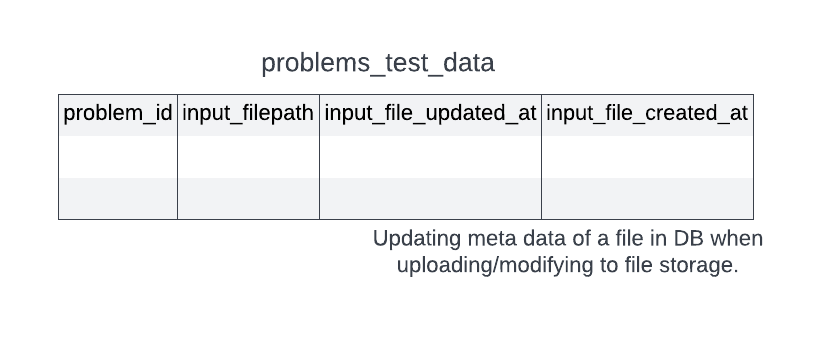 problems_test_data
problem_id input_filepath input_file_updated_at input_file_created_at
Updating meta data of a file in DB when
uploading/modifying to file storage.